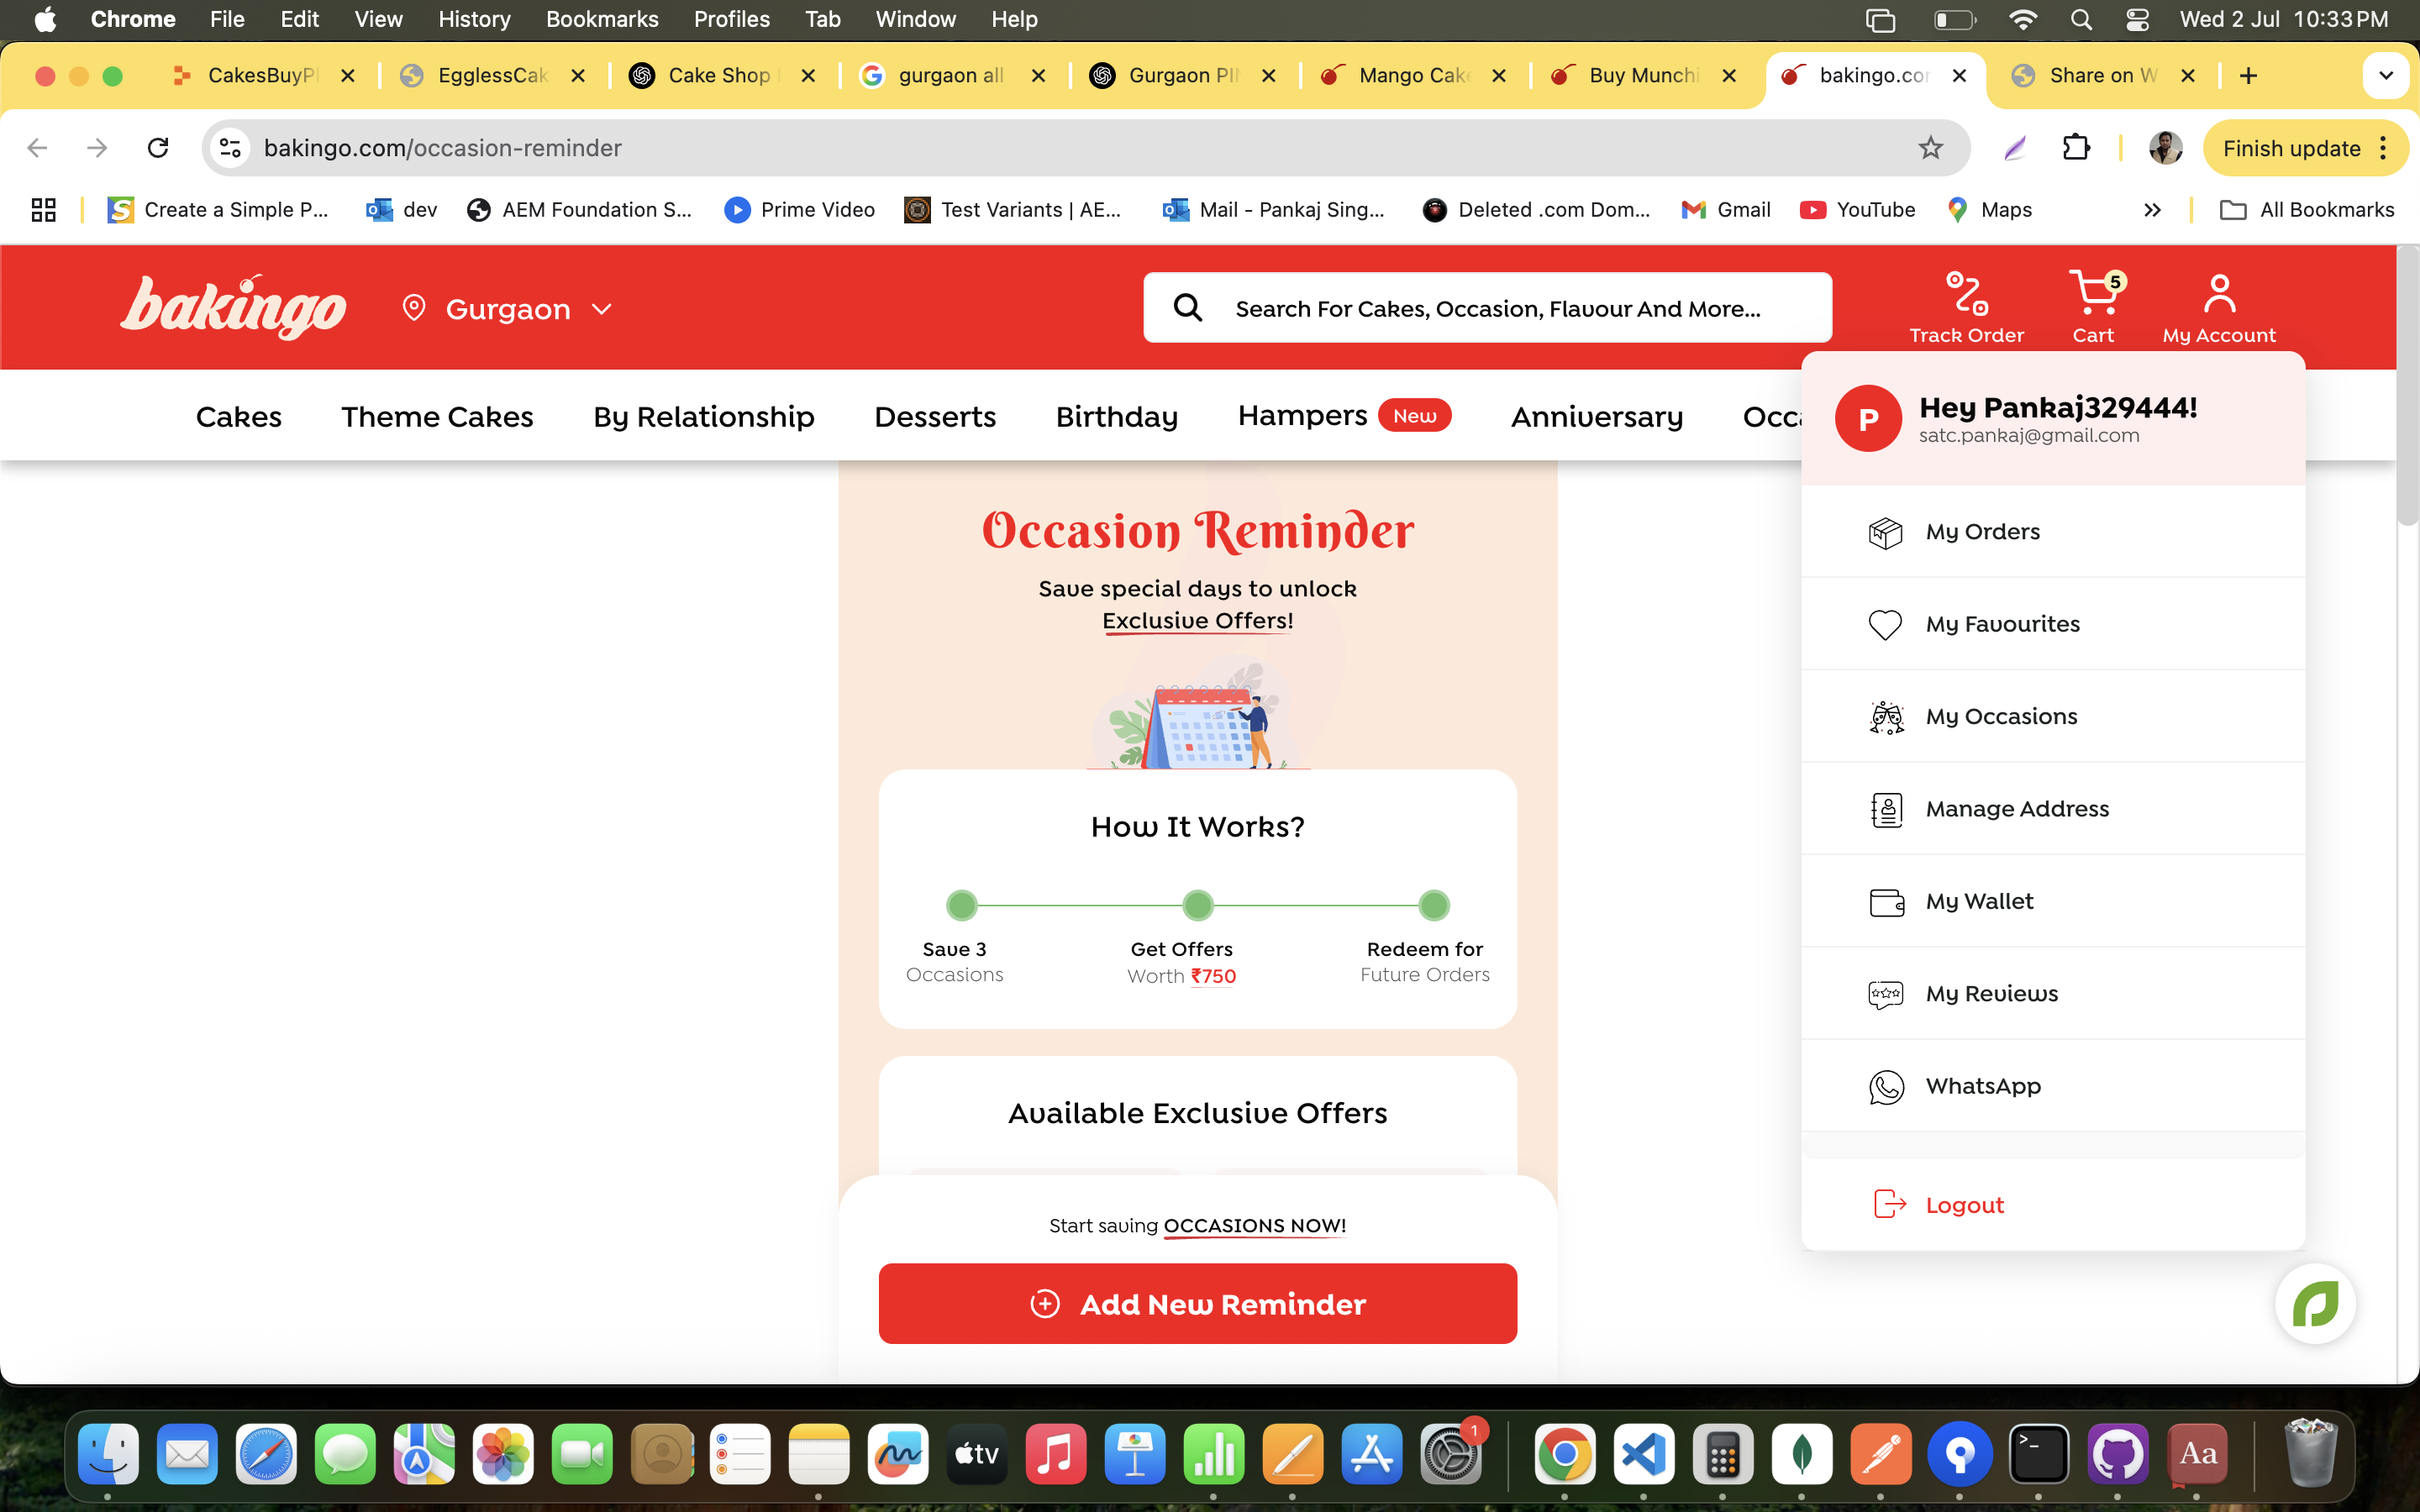 Chrome File Edit View History Bookmarks Profiles Tab Window Help Wed 2 Jul 10:33 PM
CakesBuyPl EgglessCak Cake Shop gurgaon all Gurgaon PIN Mango Cake Buy Munchi bakingo.com Share on W
bakingo.com/occasion-reminder Finish update
Create a Simple P... dev AEM Foundation S... Prime Video Test Variants | AE... Mail - Pankaj Sing... Deleted .com Dom... Gmail YouTube Maps All Bookmarks
bakingo Gurgaon Search For Cakes, Occasion, Flavour And More... 5
Track Order Cart My Account
Cakes Theme Cakes By Relationship Desserts Birthday Hampers New Anniversary Occa
P Hey Pankaj329444!
satc.pankaj@gmail.com
My Orders
My Favourites
My Occasions
Manage Address
My Wallet
My Reviews
WhatsApp
Logout
Occasion Reminder
Save special days to unlock
Exclusive Offers!
How It Works?
Save 3 Get Offers Redeem for
Occasions Worth ₹750 Future Orders
Available Exclusive Offers
Start saving OCCASIONS NOW!
Add New Reminder
tv 1 >_ Aa